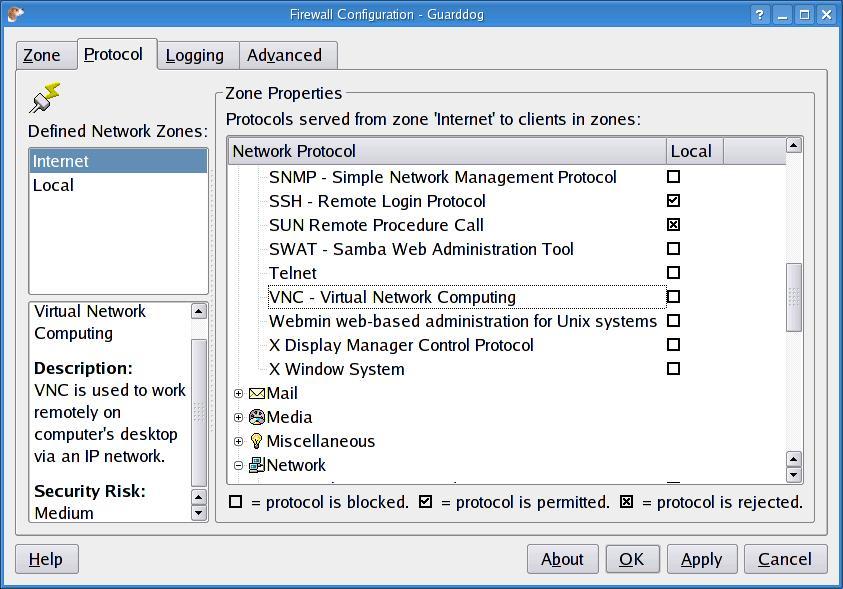 Firewall Configuration - Guarddog
Zone
Protocol
Logging
Advanced
Defined Network Zones:
Internet
Local
Virtual Network
Computing
Description:
VNC is used to work
remotely on
computer's desktop
via an IP network.
Security Risk:
Medium
Zone Properties
Protocols served from zone 'Internet' to clients in zones:
Network Protocol Local
SNMP - Simple Network Management Protocol
SSH - Remote Login Protocol
SUN Remote Procedure Call
SWAT - Samba Web Administration Tool
Telnet
VNC - Virtual Network Computing
Webmin web-based administration for Unix systems
X Display Manager Control Protocol
X Window System
Mail
Media
Miscellaneous
Network
= protocol is blocked. = protocol is permitted. = protocol is rejected.
Help
About
OK
Apply
Cancel